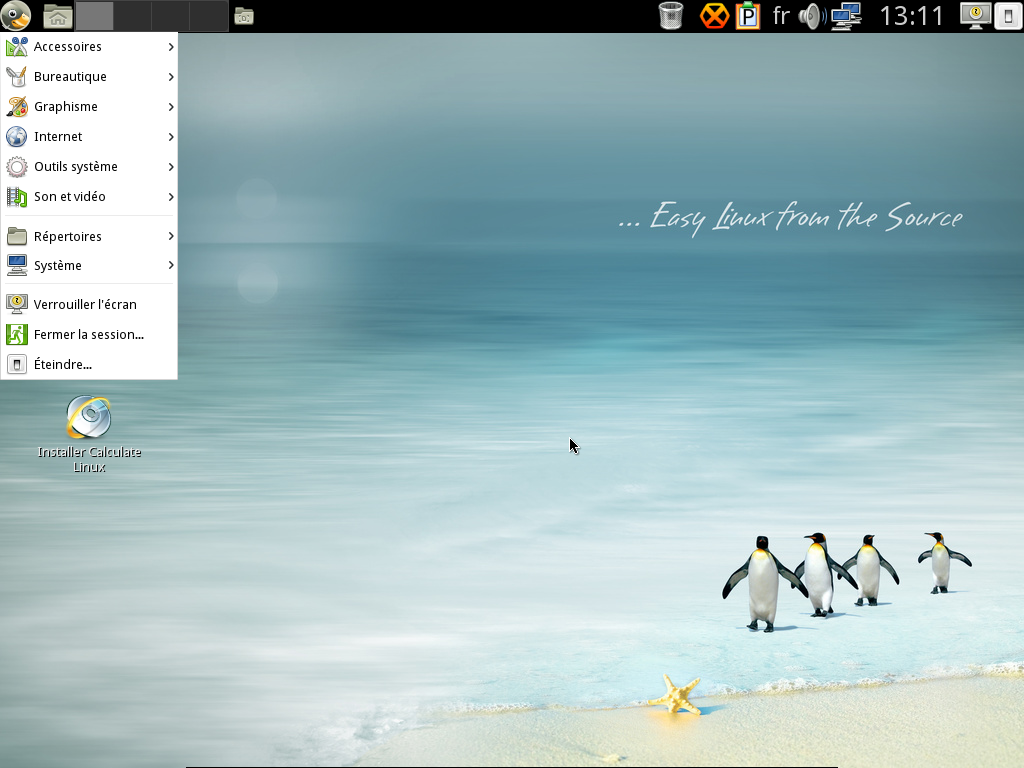 fr
13:11
Accessoires
Bureautique
Graphisme
Internet
Outils système
Son et vidéo
Répertoires
Système
Verrouiller l'écran
Fermer la session...
Éteindre...
... Easy Linux from the Source
Installer Calculate
Linux